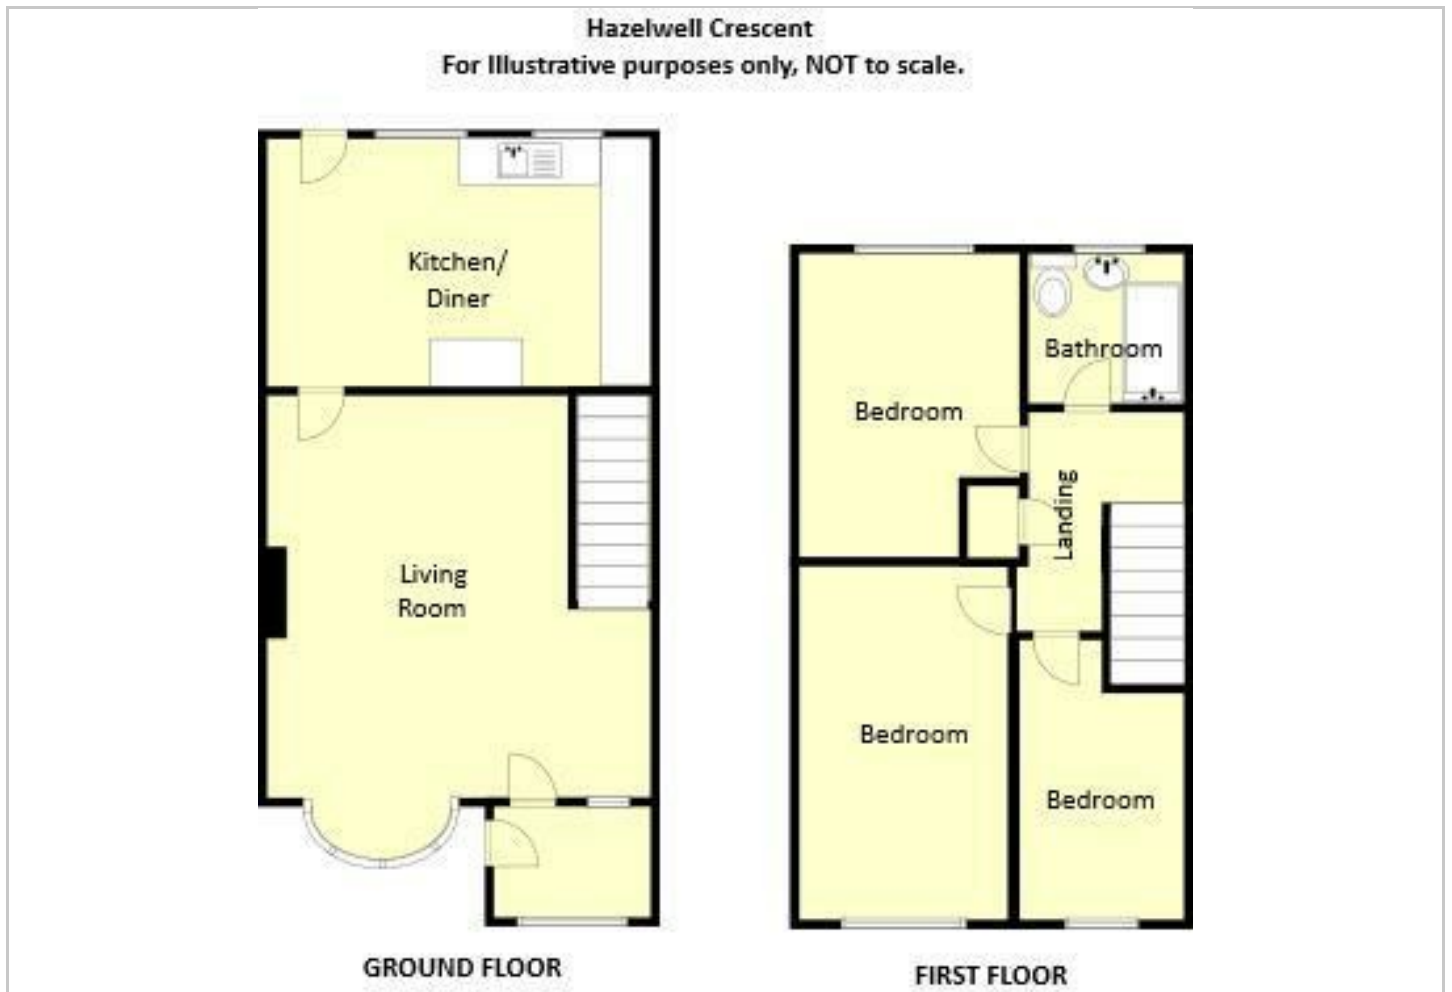 Hazelwell Crescent
For Illustrative purposes only, NOT to scale.
Kitchen/
Diner
Living
Room
GROUND FLOOR
Bathroom
Bedroom
Landing
Bedroom
Bedroom
FIRST FLOOR